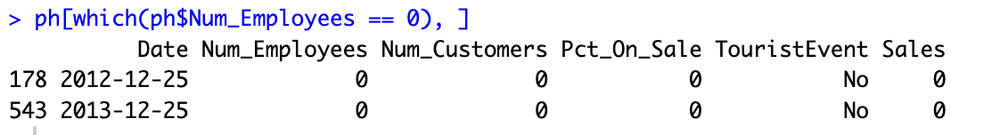 > ph[which(ph$Num_Employees == 0), ]
Date Num_Employees Num_Customers Pct_On_Sale TouristEvent Sales
178 2012-12-25 0 0 0 No 0
543 2013-12-25 0 0 0 No 0